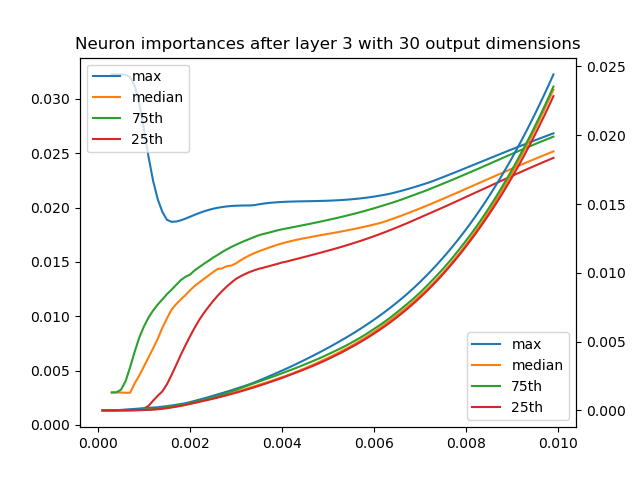 Neuron importances after layer 3 with 30 output dimensions
max
median
75th
25th
0.030
0.025
0.020
0.015
0.010
0.005
0.000
0.025
0.020
0.015
0.010
0.005
0.000
max
median
75th
25th
0.000 0.002 0.004 0.006 0.008 0.010